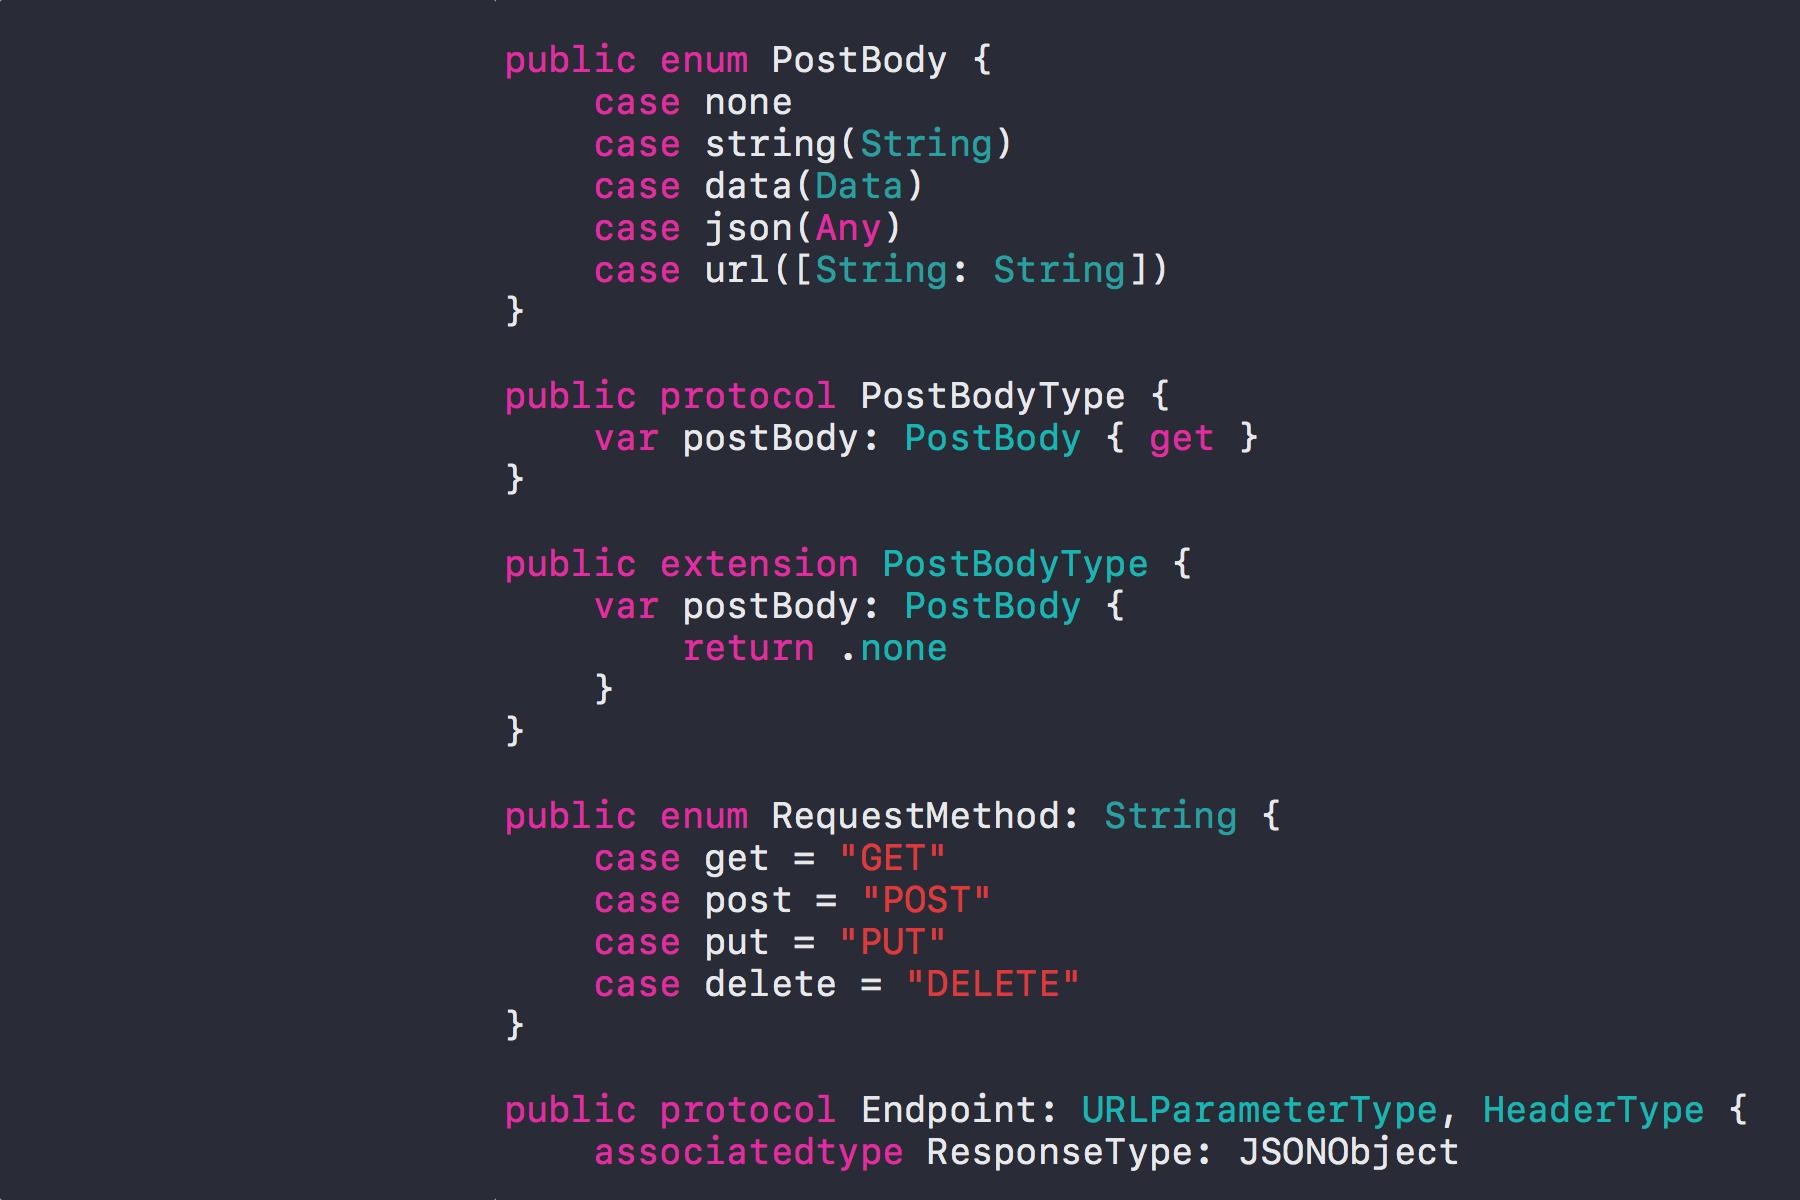 public enum PostBody {
    case none
    case string(String)
    case data(Data)
    case json(Any)
    case url([String: String])
}

public protocol PostBodyType {
    var postBody: PostBody { get }
}

public extension PostBodyType {
    var postBody: PostBody {
        return .none
    }
}

public enum RequestMethod: String {
    case get = "GET"
    case post = "POST"
    case put = "PUT"
    case delete = "DELETE"
}

public protocol Endpoint: URLParameterType, HeaderType {
    associatedtype ResponseType: JSONObject